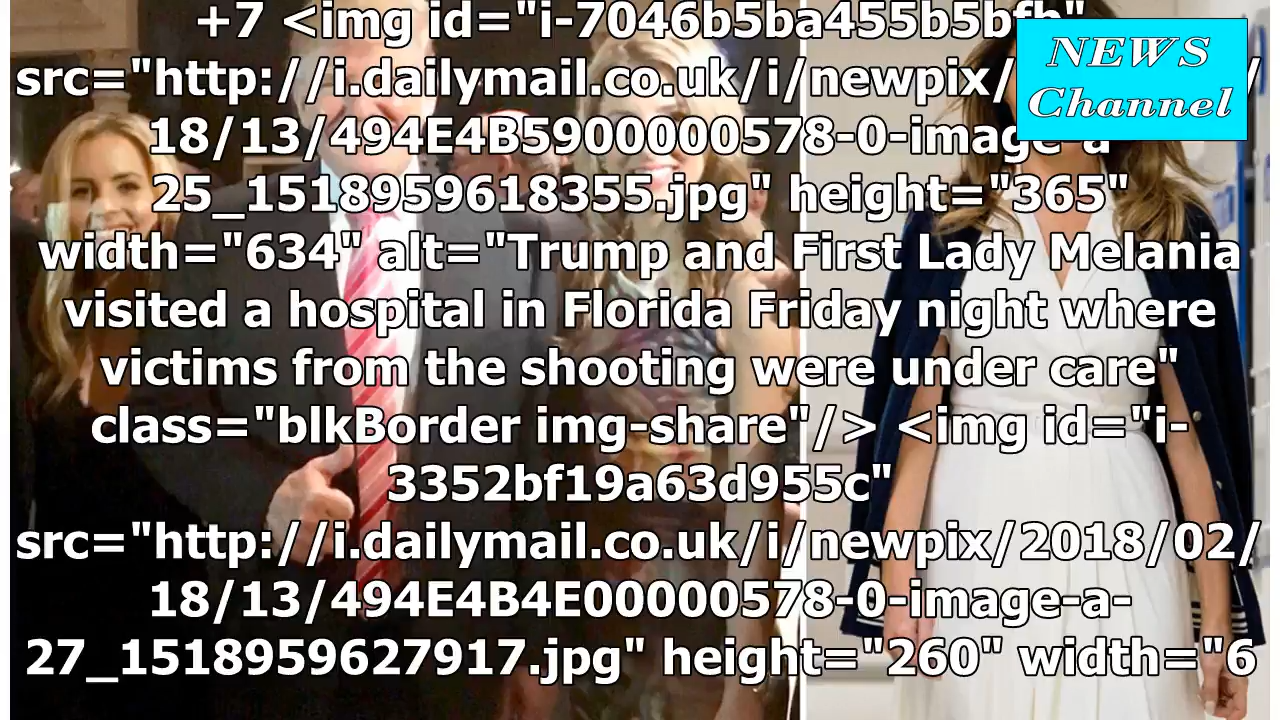 +7 <img id="i-7046b5ba455b5bfb"
src="http://i.dailymail.co.uk/i/newpix/ /
18/13/494E4B5900000578-0-image-a-
25_1518959618355.jpg" height="365"
width="634" alt="Trump and First Lady Melania
visited a hospital in Florida Friday night where
victims from the shooting were under care"
class="blkBorder img-share"/> <img id="i-
3352bf19a63d955c"
src="http://i.dailymail.co.uk/i/newpix/2018/02/
18/13/494E4B4E00000578-0-image-a-
27_1518959627917.jpg" height="260" width="6
NEWS
Channel